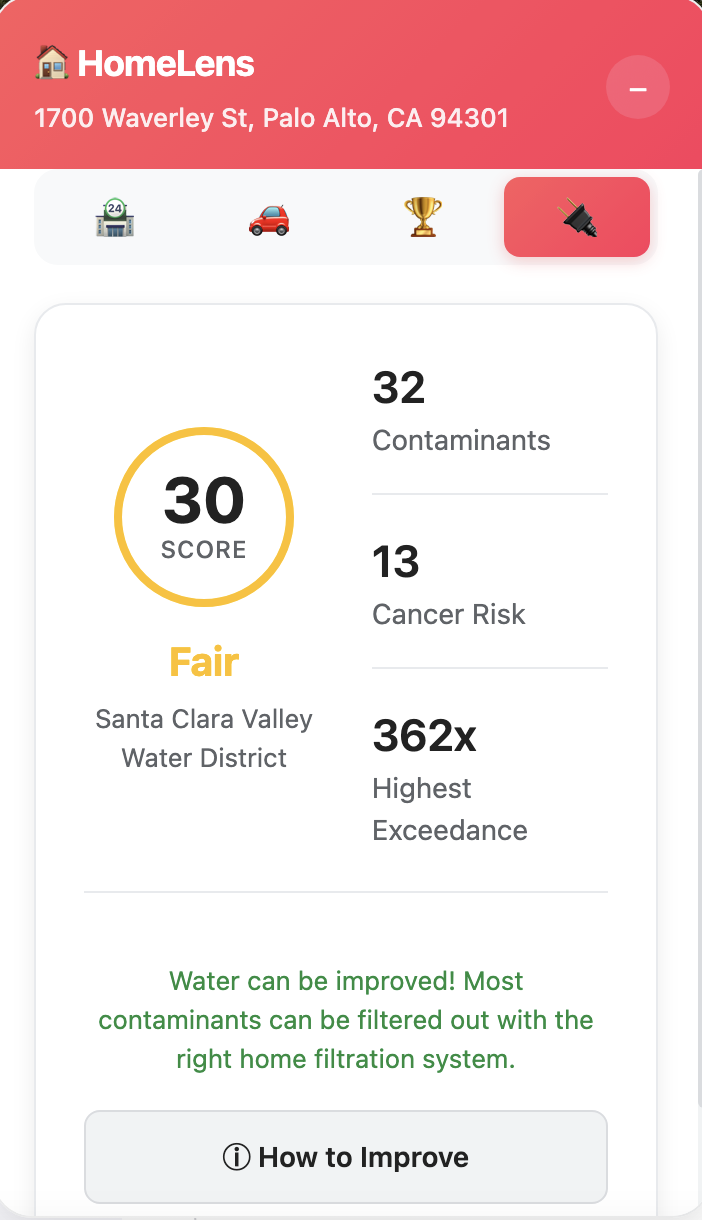 HomeLens
1700 Waverley St, Palo Alto, CA 94301
24
30
SCORE
Fair
Santa Clara Valley
Water District
32
Contaminants
13
Cancer Risk
362x
Highest
Exceedance
Water can be improved! Most
contaminants can be filtered out with the
right home filtration system.
ⓘ How to Improve